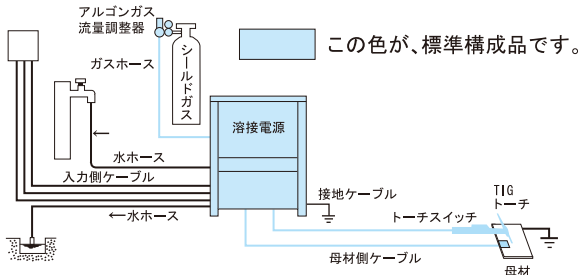 アルゴンガス
流量調整器
ガスホース
シールドガス
この色が、標準構成品です。
溶接電源
水ホース
入力側ケーブル
←水ホース
接地ケーブル
TIG
トーチ
トーチスイッチ
母材側ケーブル
母材